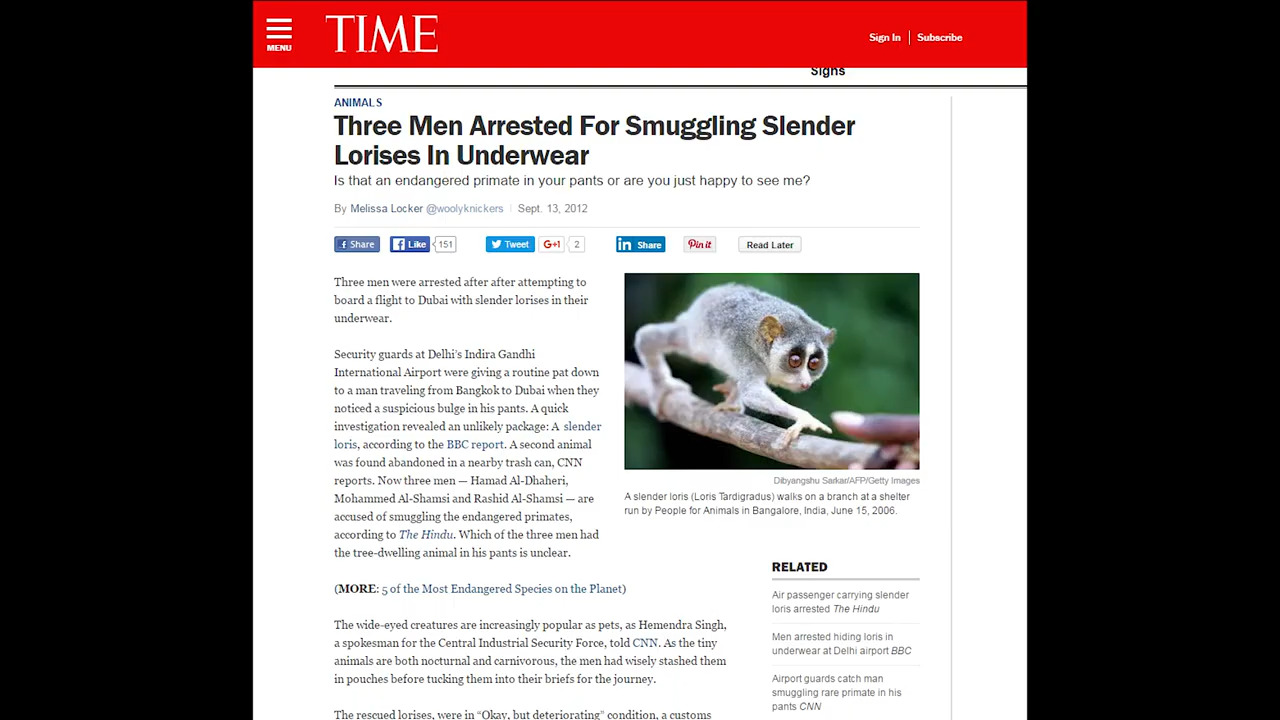 MENU
TIME
Sign In
Subscribe
Signs
ANIMALS
Three Men Arrested For Smuggling Slender
Lorises In Underwear
Is that an endangered primate in your pants or are you just happy to see me?
By Melissa Locker @woolyknickers | Sept. 13, 2012
Share
Like
151
Tweet
G+1
2
in Share
Pin it
Read Later
Three men were arrested after after attempting to
board a flight to Dubai with slender lorises in their
underwear.
Security guards at Delhi's Indira Gandhi
International Airport were giving a routine pat down
to a man traveling from Bangkok to Dubai when they
noticed a suspicious bulge in his pants. A quick
investigation revealed an unlikely package: A slender
loris, according to the BBC report. A second animal
was found abandoned in a nearby trash can, CNN
reports. Now three men — Hamad Al-Dhaheri,
Mohammed Al-Shamsi and Rashid Al-Shamsi — are
accused of smuggling the endangered primates,
according to The Hindu. Which of the three men had
the tree-dwelling animal in his pants is unclear.
(MORE: 5 of the Most Endangered Species on the Planet)
The wide-eyed creatures are increasingly popular as pets, as Hemendra Singh,
a spokesman for the Central Industrial Security Force, told CNN. As the tiny
animals are both nocturnal and carnivorous, the men had wisely stashed them
in pouches before tucking them into their briefs for the journey.
The rescued lorises, were in "Okay, but deteriorating" condition, a customs
Dibyangshu Sarkar/AFP/Getty Images
A slender loris (Loris Tardigradus) walks on a branch at a shelter
run by People for Animals in Bangalore, India, June 15, 2006.
RELATED
Air passenger carrying slender
loris arrested The Hindu
Men arrested hiding loris in
underwear at Delhi airport BBC
Airport guards catch man
smuggling rare primate in his
pants CNN